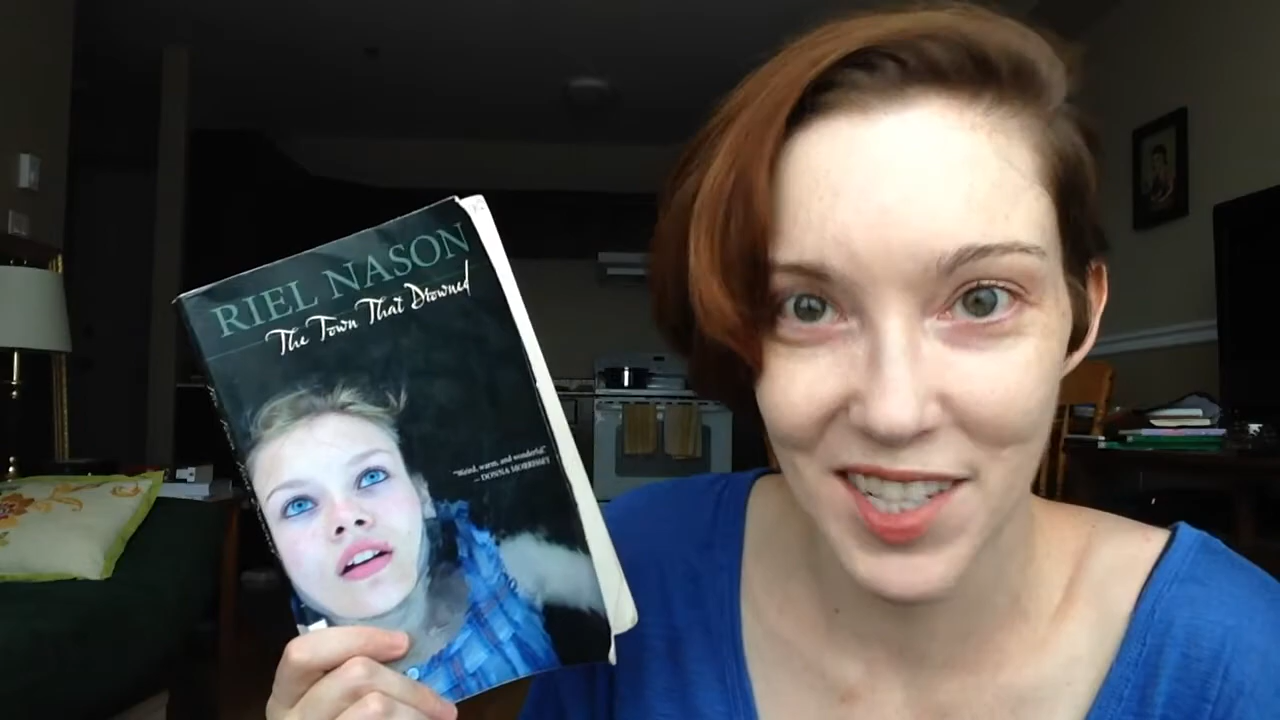 RIEL NASON
The Town That Drowned
"Weird, warm, and wonderful."
— DONNA MORRISSEY